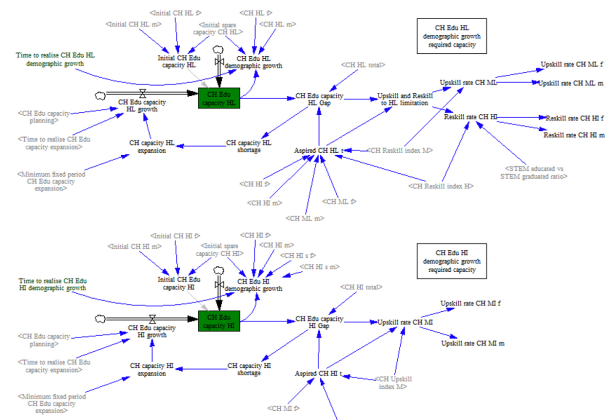 <Initial CH HL f>
<CH HL f>
<Initial CH HL m>
<Initial spare
capacity CH HL>
<CH HL m>
CH Edu HL
demographic growth
required capacity
Time to realise CH Edu HL
demographic growth
Initial CH Edu
capacity HL
CH Edu HL
demographic growth
<CH HL total>
Upskill rate CH ML f
Upskill rate CH ML
Upskill rate CH ML m
CH Edu
capacity HL
CH Edu capacity
HL growth
CH Edu capacity
HL Gap
Upskill and Reskill
to HL limitation
<CH Edu capacity
planning>
Reskill rate CH HI
Reskill rate CH HI f
Reskill rate CH HI m
<Time to realise CH Edu
capacity expansion>
CH capacity HL
expansion
CH capacity HL
shortage
Aspired CH HL t
<CH Reskill index M>
<Minimum fixed period
CH Edu capacity
expansion>
<CH HI f>
<CH HI m>
<CH ML f>
<CH ML m>
<CH Reskill index H>
<STEM educated vs
STEM graduated ratio>
<Initial CH HI f>
<CH HI f>
<Initial CH HI m>
<Initial spare
capacity CH HI>
<CH HI m>
<CH HI s f>
<CH HI s m>
CH Edu HI
demographic growth
required capacity
Time to realise CH Edu
HI demographic growth
Initial CH Edu
capacity HI
CH Edu HI
demographic growth
<CH HI total>
Upskill rate CH MI f
CH Edu
capacity HI
CH Edu capacity
HI growth
CH Edu capacity
HI Gap
Upskill rate CH MI
Upskill rate CH MI m
<CH Edu capacity
planning>
<Time to realise CH Edu
capacity expansion>
CH capacity HI
expansion
CH capacity HI
shortage
Aspired CH HI t
<CH Upskill
index M>
<Minimum fixed period
CH Edu capacity
expansion>
<CH MI f>